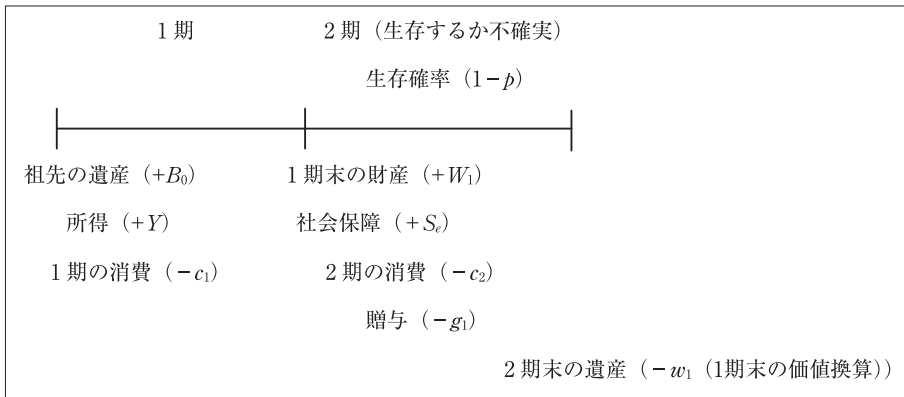 1期 2期（生存するか不確実）
生存確率（1−p）
祖先の遺産（+B₀） 1期末の財産（+W₁）
所得（+Y） 社会保障（+Sₑ）
1期の消費（−c₁） 2期の消費（−c₂）
贈与（−g₁）
2期末の遺産（−w₁（1期末の価値換算））